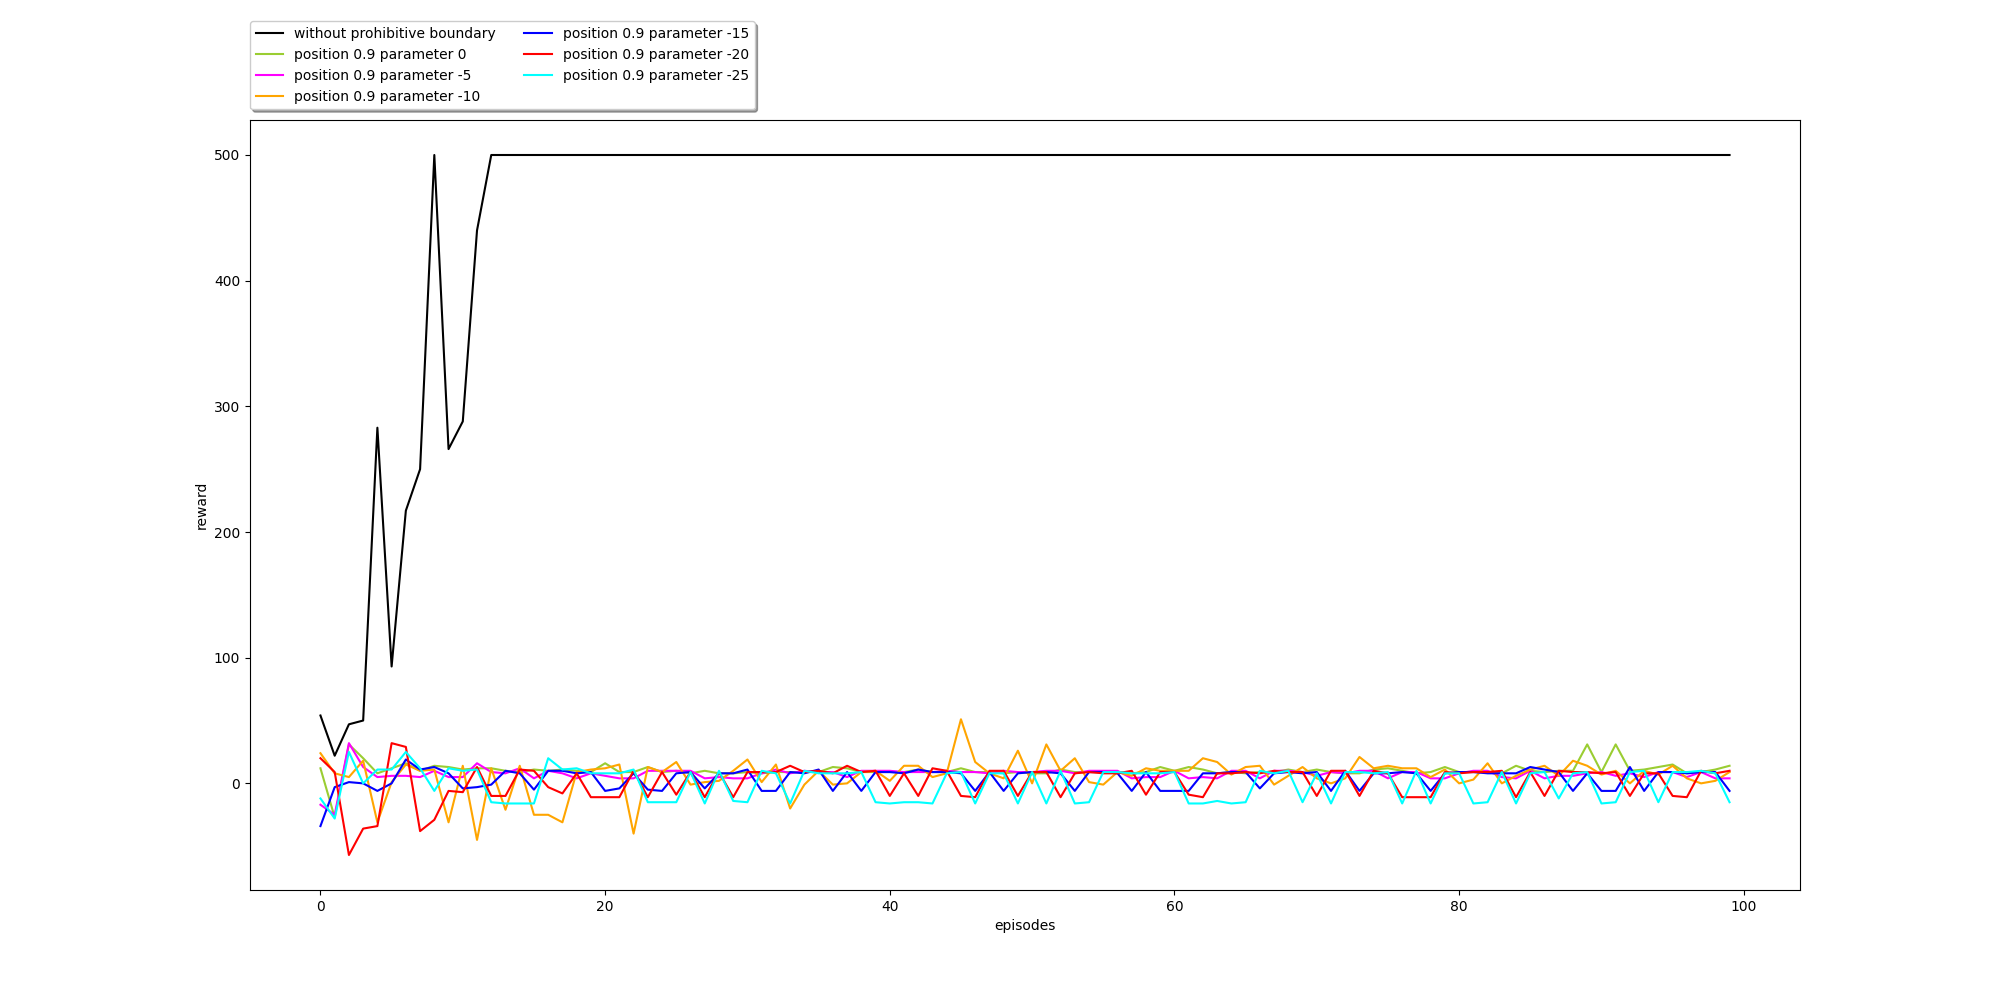 without prohibitive boundary
position 0.9 parameter 0
position 0.9 parameter -5
position 0.9 parameter -10
position 0.9 parameter -15
position 0.9 parameter -20
position 0.9 parameter -25
500
400
300
200
100
0
reward
0 20 40 60 80 100
episodes